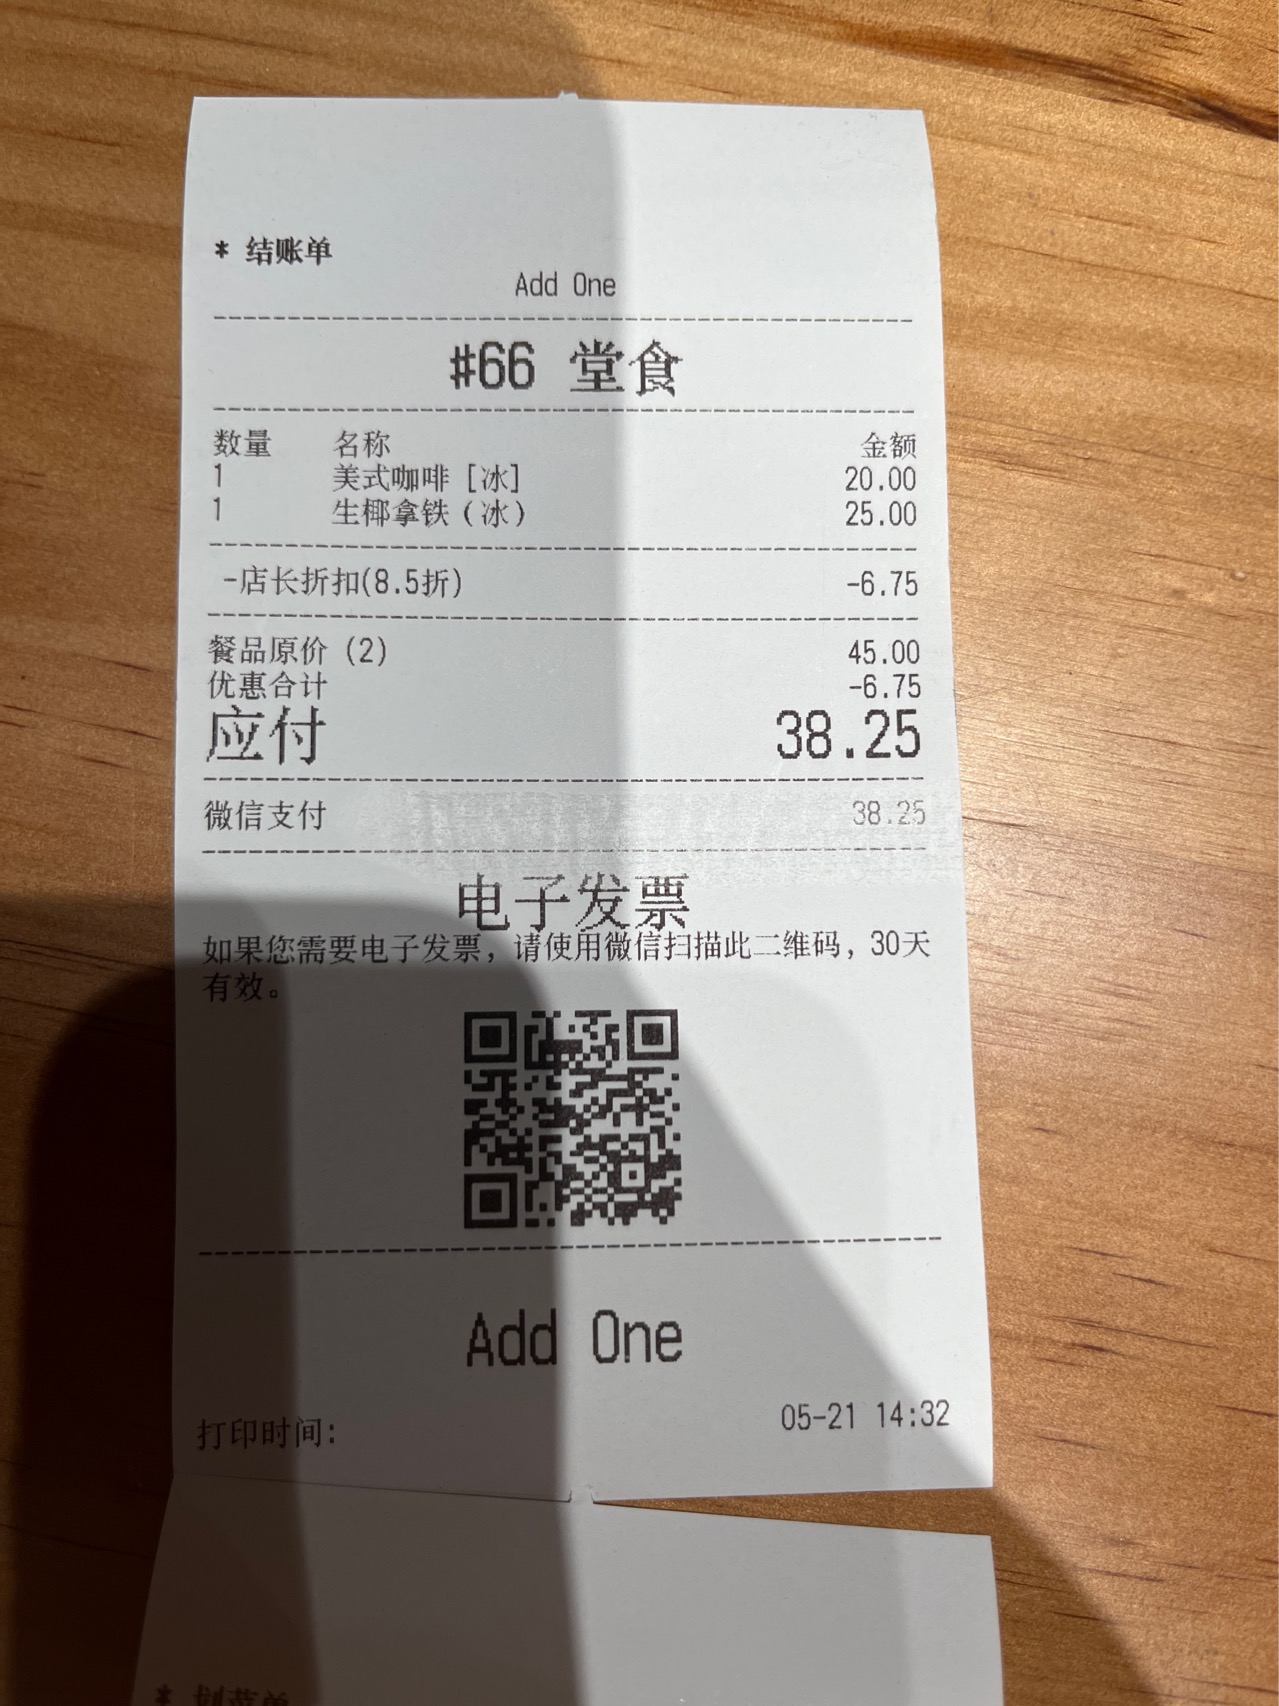 * 结账单
Add One
#66 堂食
数量 名称 金额
1 美式咖啡[冰] 20.00
1 生椰拿铁（冰） 25.00
-店长折扣(8.5折) -6.75
餐品原价 (2) 45.00
优惠合计 -6.75
应付 38.25
微信支付 38.25
电子发票
如果您需要电子发票，请使用微信扫描此二维码，30天
有效。
Add One
打印时间: 05-21 14:32
* 划菜单